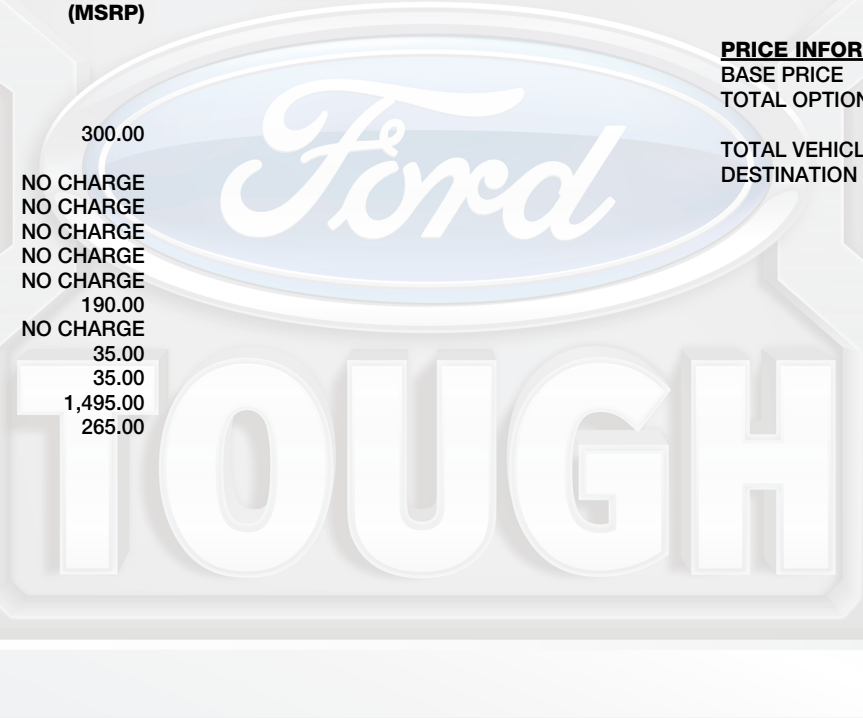 (MSRP)
300.00
NO CHARGE
NO CHARGE
NO CHARGE
NO CHARGE
NO CHARGE
190.00
NO CHARGE
35.00
35.00
1,495.00
265.00
PRICE INFOR
BASE PRICE
TOTAL OPTION
TOTAL VEHICL
DESTINATION
Ford
TOUGH